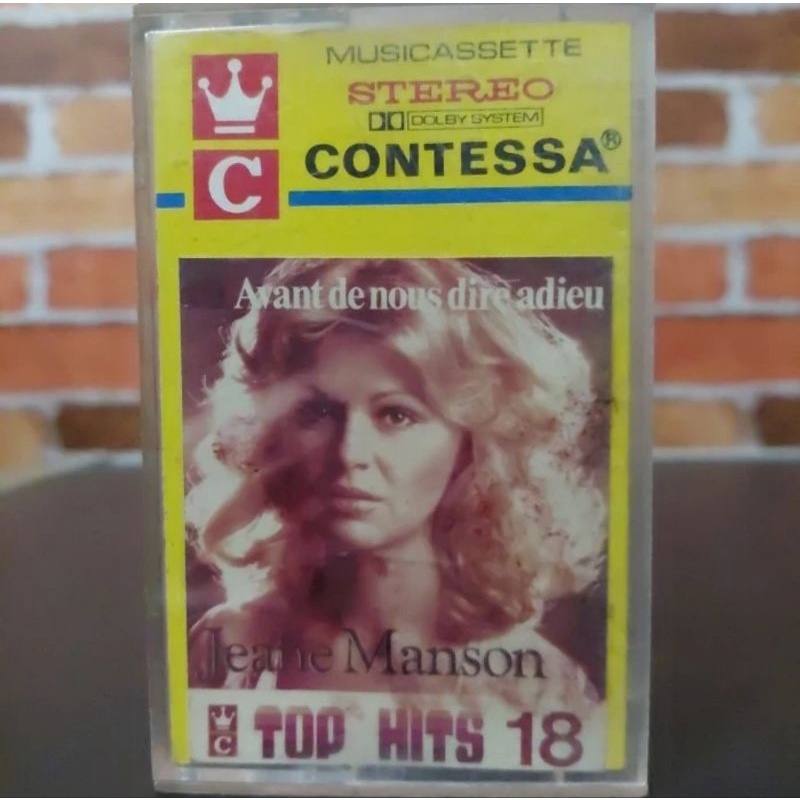 MUSICASSETTE
STEREO
DOLBY SYSTEM
C CONTESSA®
Avant de nous dire adieu
Jeane Manson
C TOP HITS 18